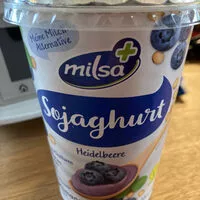 Meine Milch
Alternative
milsa
Sojaghurt
Heidelbeere